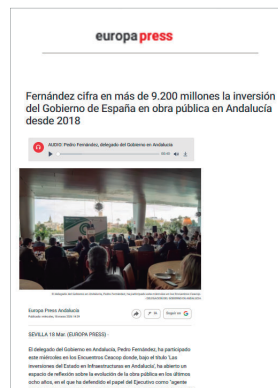 europapress
Fernández cifra en más de 9.200 millones la inversión
del Gobierno de España en obra pública en Andalucía
desde 2018
AUDIO: Pedro Fernández, delegado del Gobierno en Andalucía
Europa Press Andalucía
SEVILLA 18 Mar. (EUROPA PRESS) -
El delegado del Gobierno en Andalucía, Pedro Fernández, ha participado
este miércoles en los Encuentros Ceacop donde, bajo el título 'Las
inversiones del Estado en Infraestructuras en Andalucía', ha abierto un
espacio de reflexión sobre la evolución de la obra pública en los últimos
ocho años, en el que ha defendido el papel del Ejecutivo como "agente